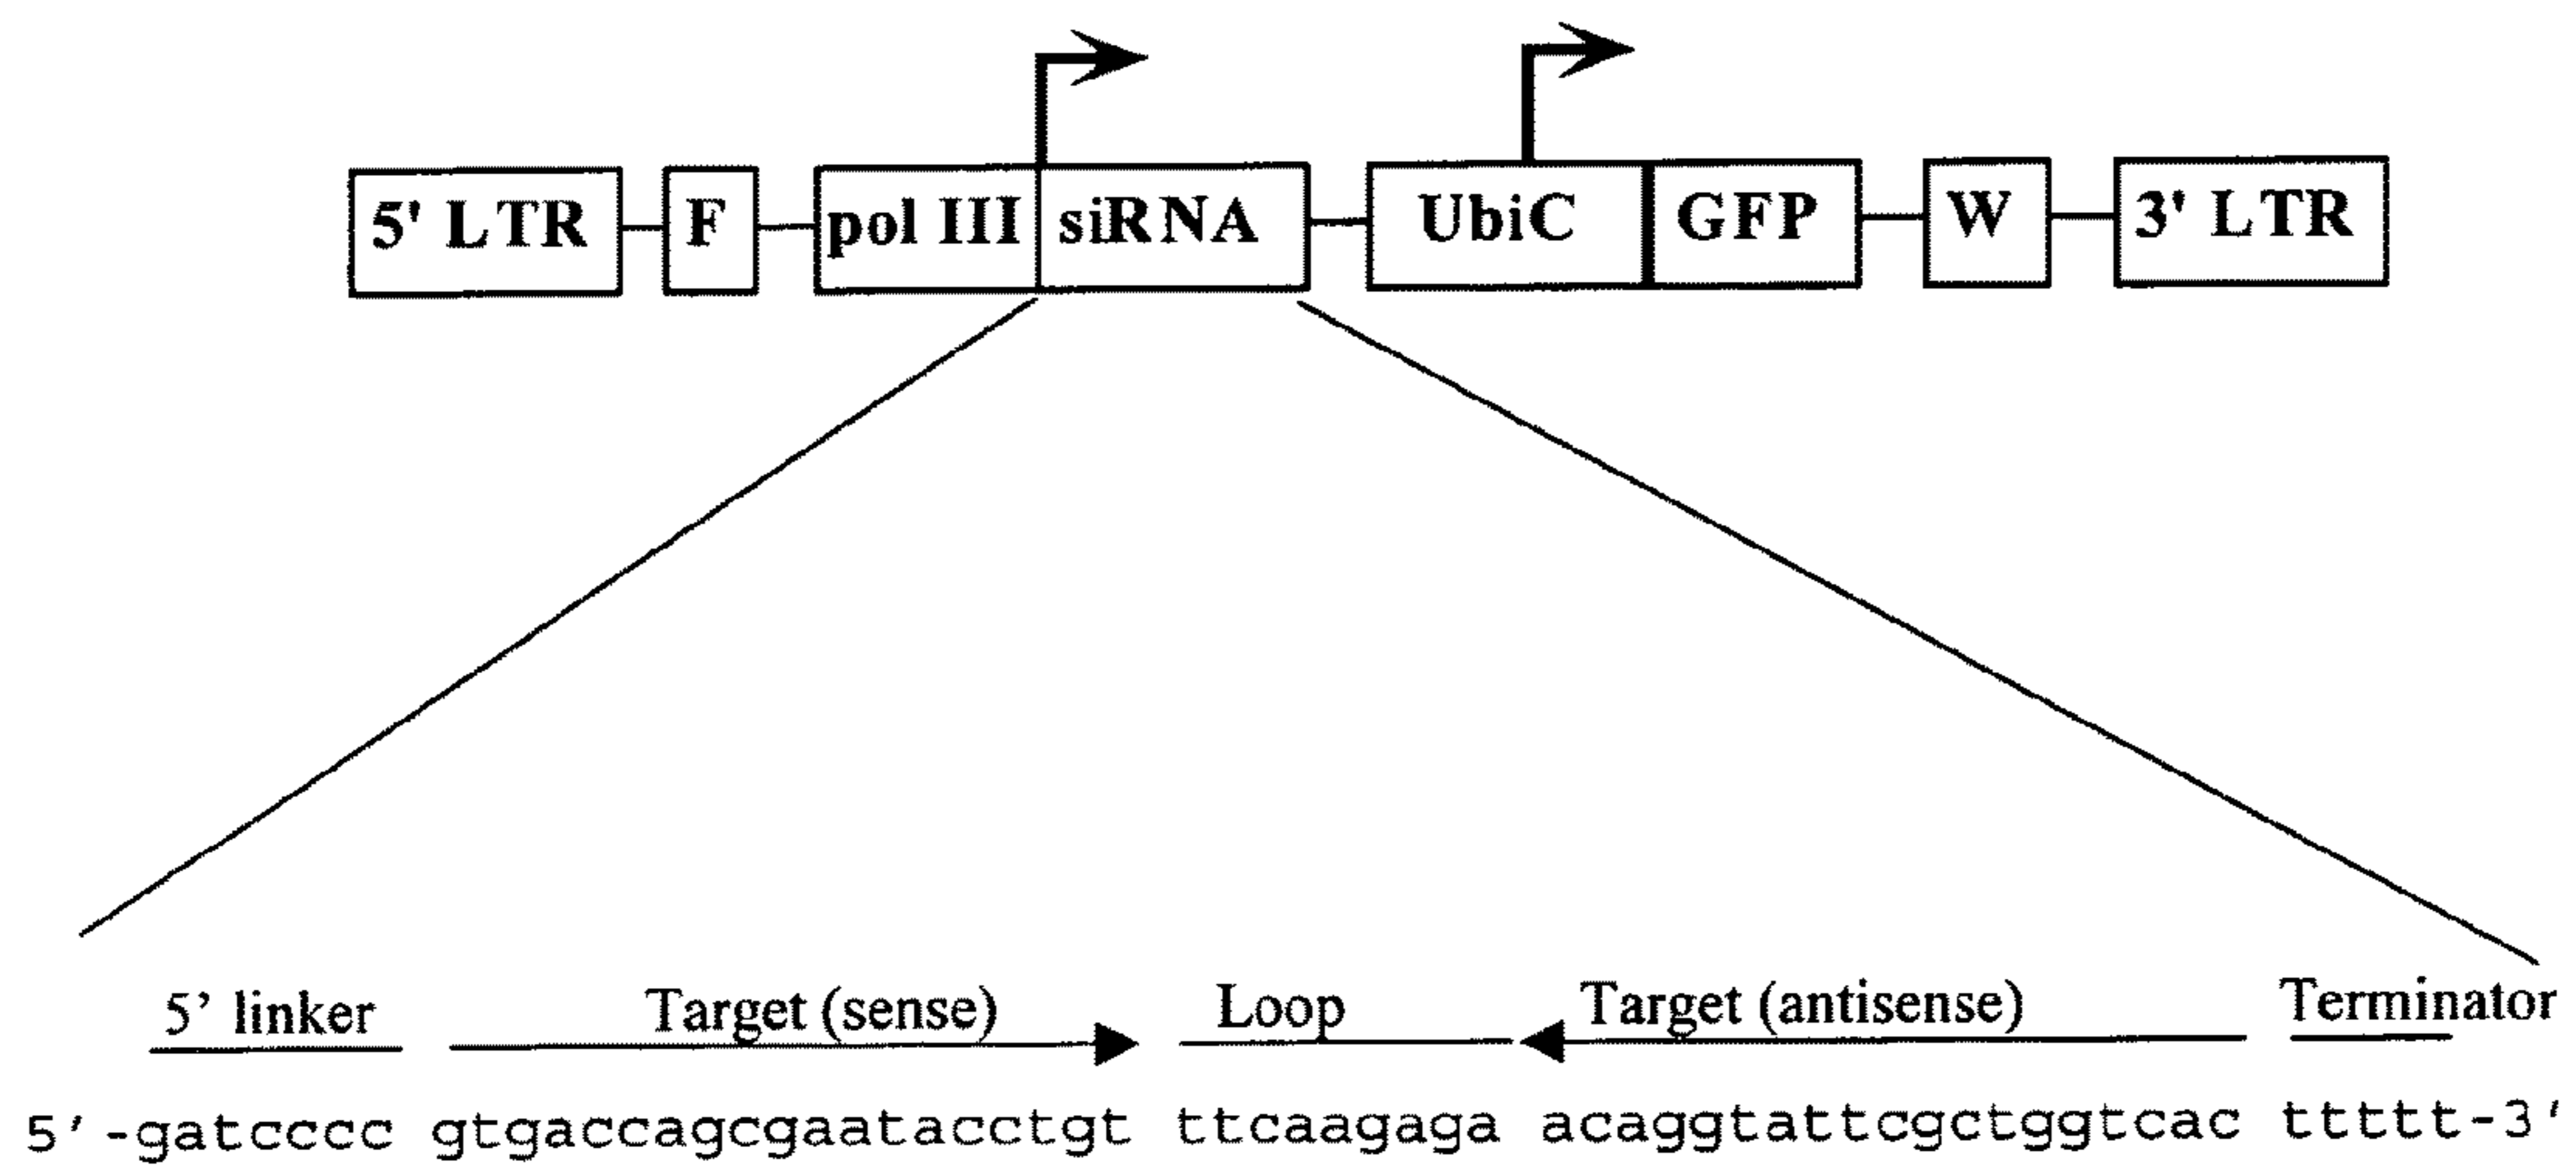 5' LTR F pol III siRNA UbiC GFP W 3' LTR
5’ linker Target (sense) Loop Target (antisense) Terminator
5’-gatcccc gtgaccagcgaatacctgt ttcaagaga acaggtattcgctggtcac ttttt-3’